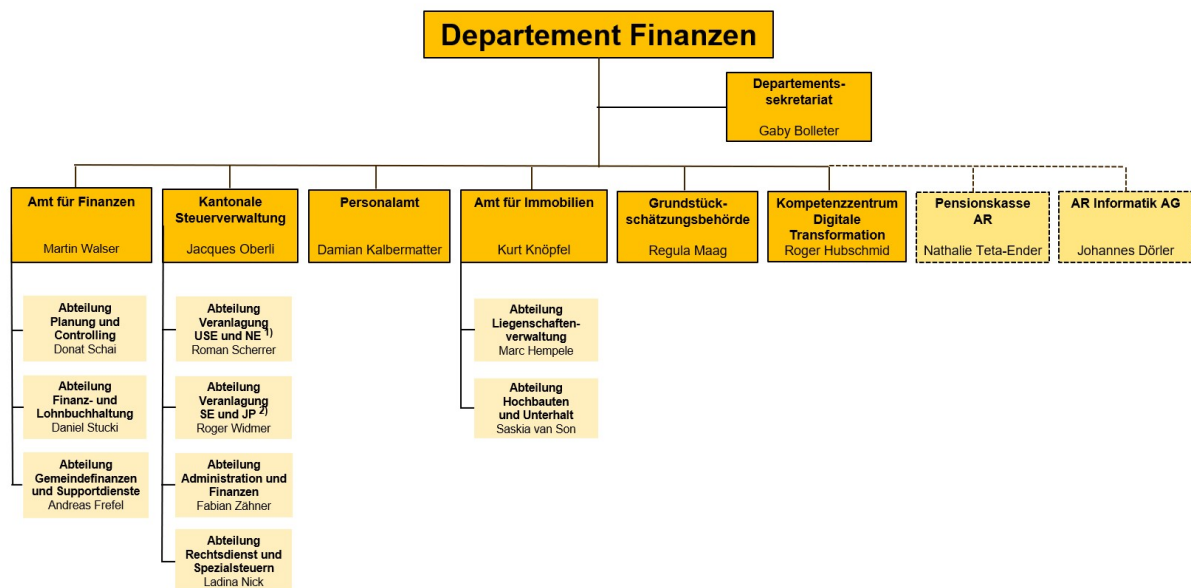 Departement Finanzen
Departements-
sekretariat
Gaby Bolleter
Amt für Finanzen
Martin Walser
Kantonale
Steuerverwaltung
Jacques Oberli
Personalamt
Damian Kalbermatter
Amt für Immobilien
Kurt Knöpfel
Grundstück-
schätzungsbehörde
Regula Maag
Kompetenzzentrum
Digitale
Transformation
Roger Hubschmid
Pensionskasse
AR
Nathalie Teta-Ender
AR Informatik AG
Johannes Dörler
Abteilung
Planung und
Controlling
Donat Schai
Abteilung
Finanz- und
Lohnbuchhaltung
Daniel Stucki
Abteilung
Gemeindefinanzen
und Supportdienste
Andreas Frefel
Abteilung
Veranlagung
USE und NE 1)
Roman Scherrer
Abteilung
Veranlagung
SE und JP 2)
Roger Widmer
Abteilung
Administration und
Finanzen
Fabian Zähner
Abteilung
Rechtsdienst und
Spezialsteuern
Ladina Nick
Abteilung
Liegenschaften-
verwaltung
Marc Hempele
Abteilung
Hochbauten
und Unterhalt
Saskia van Son